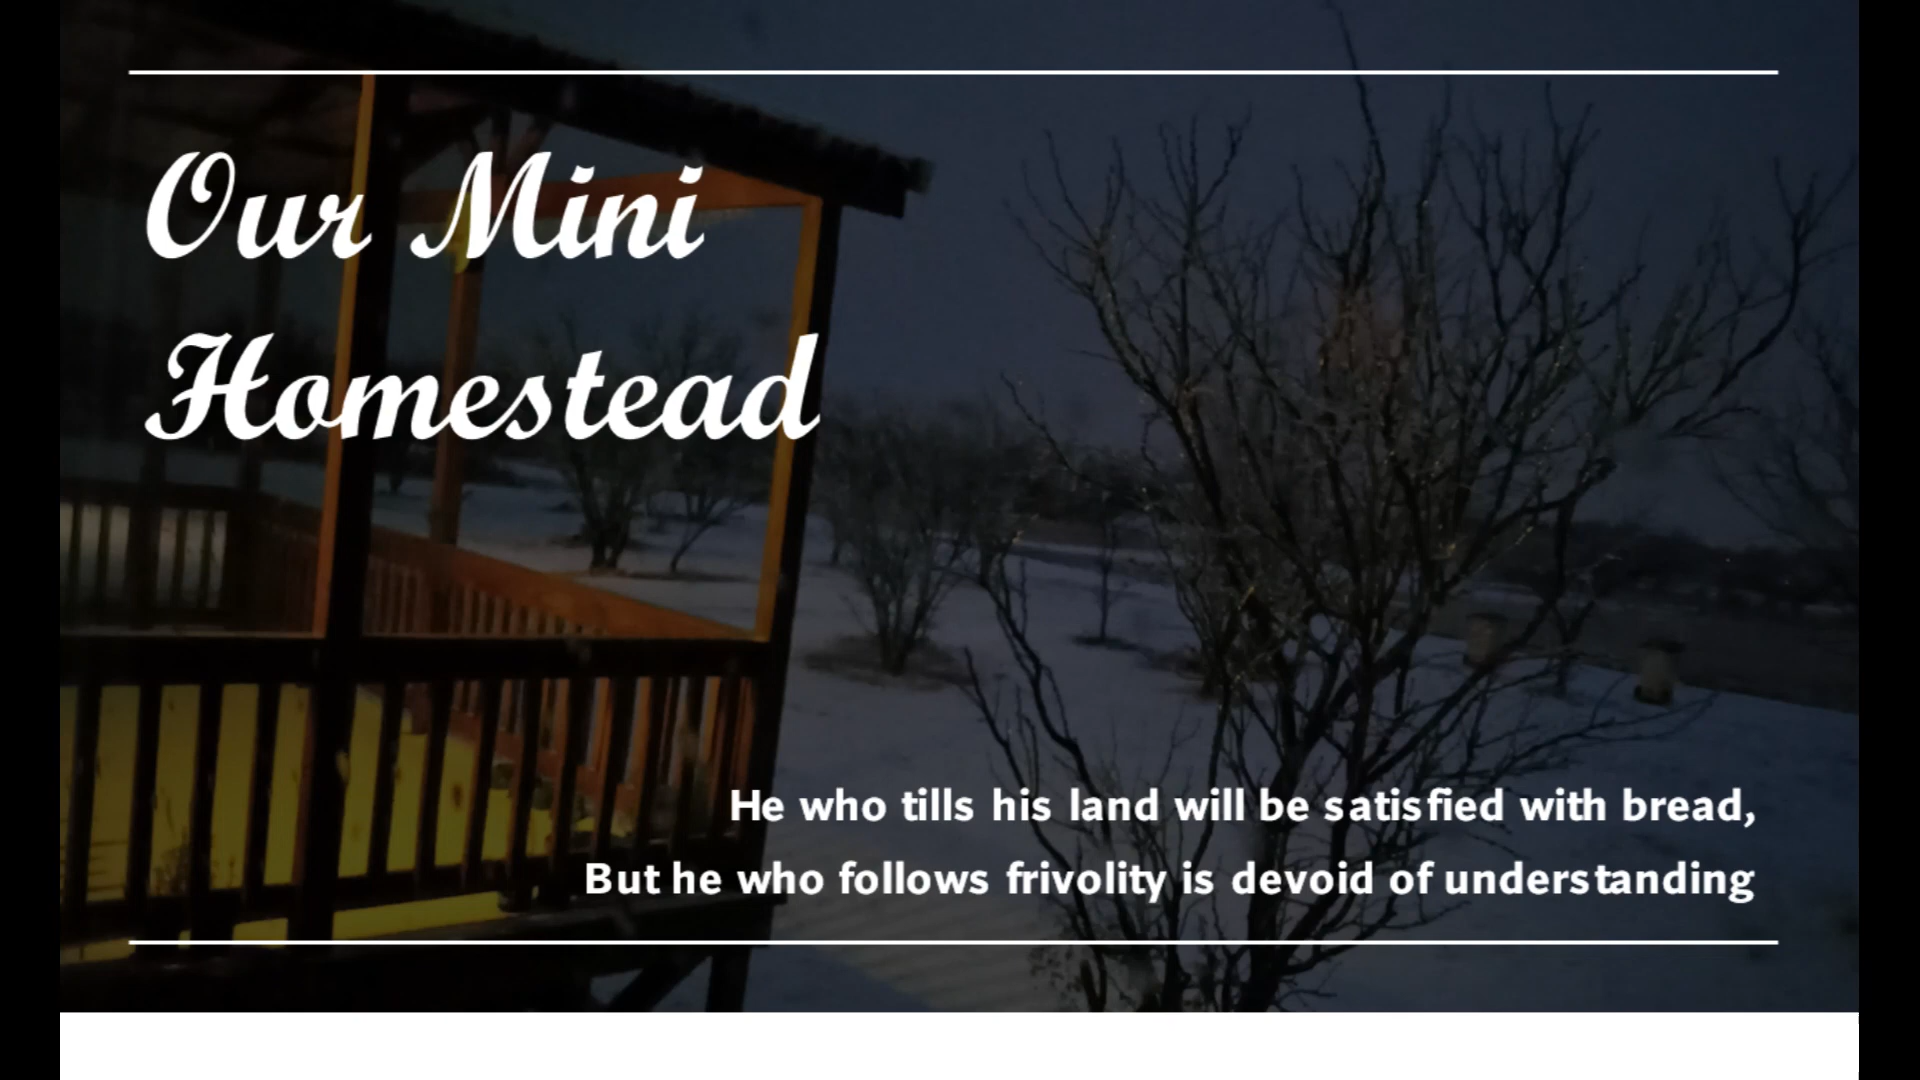 Our Mini
Homestead
He who tills his land will be satisfied with bread,
But he who follows frivolity is devoid of understanding